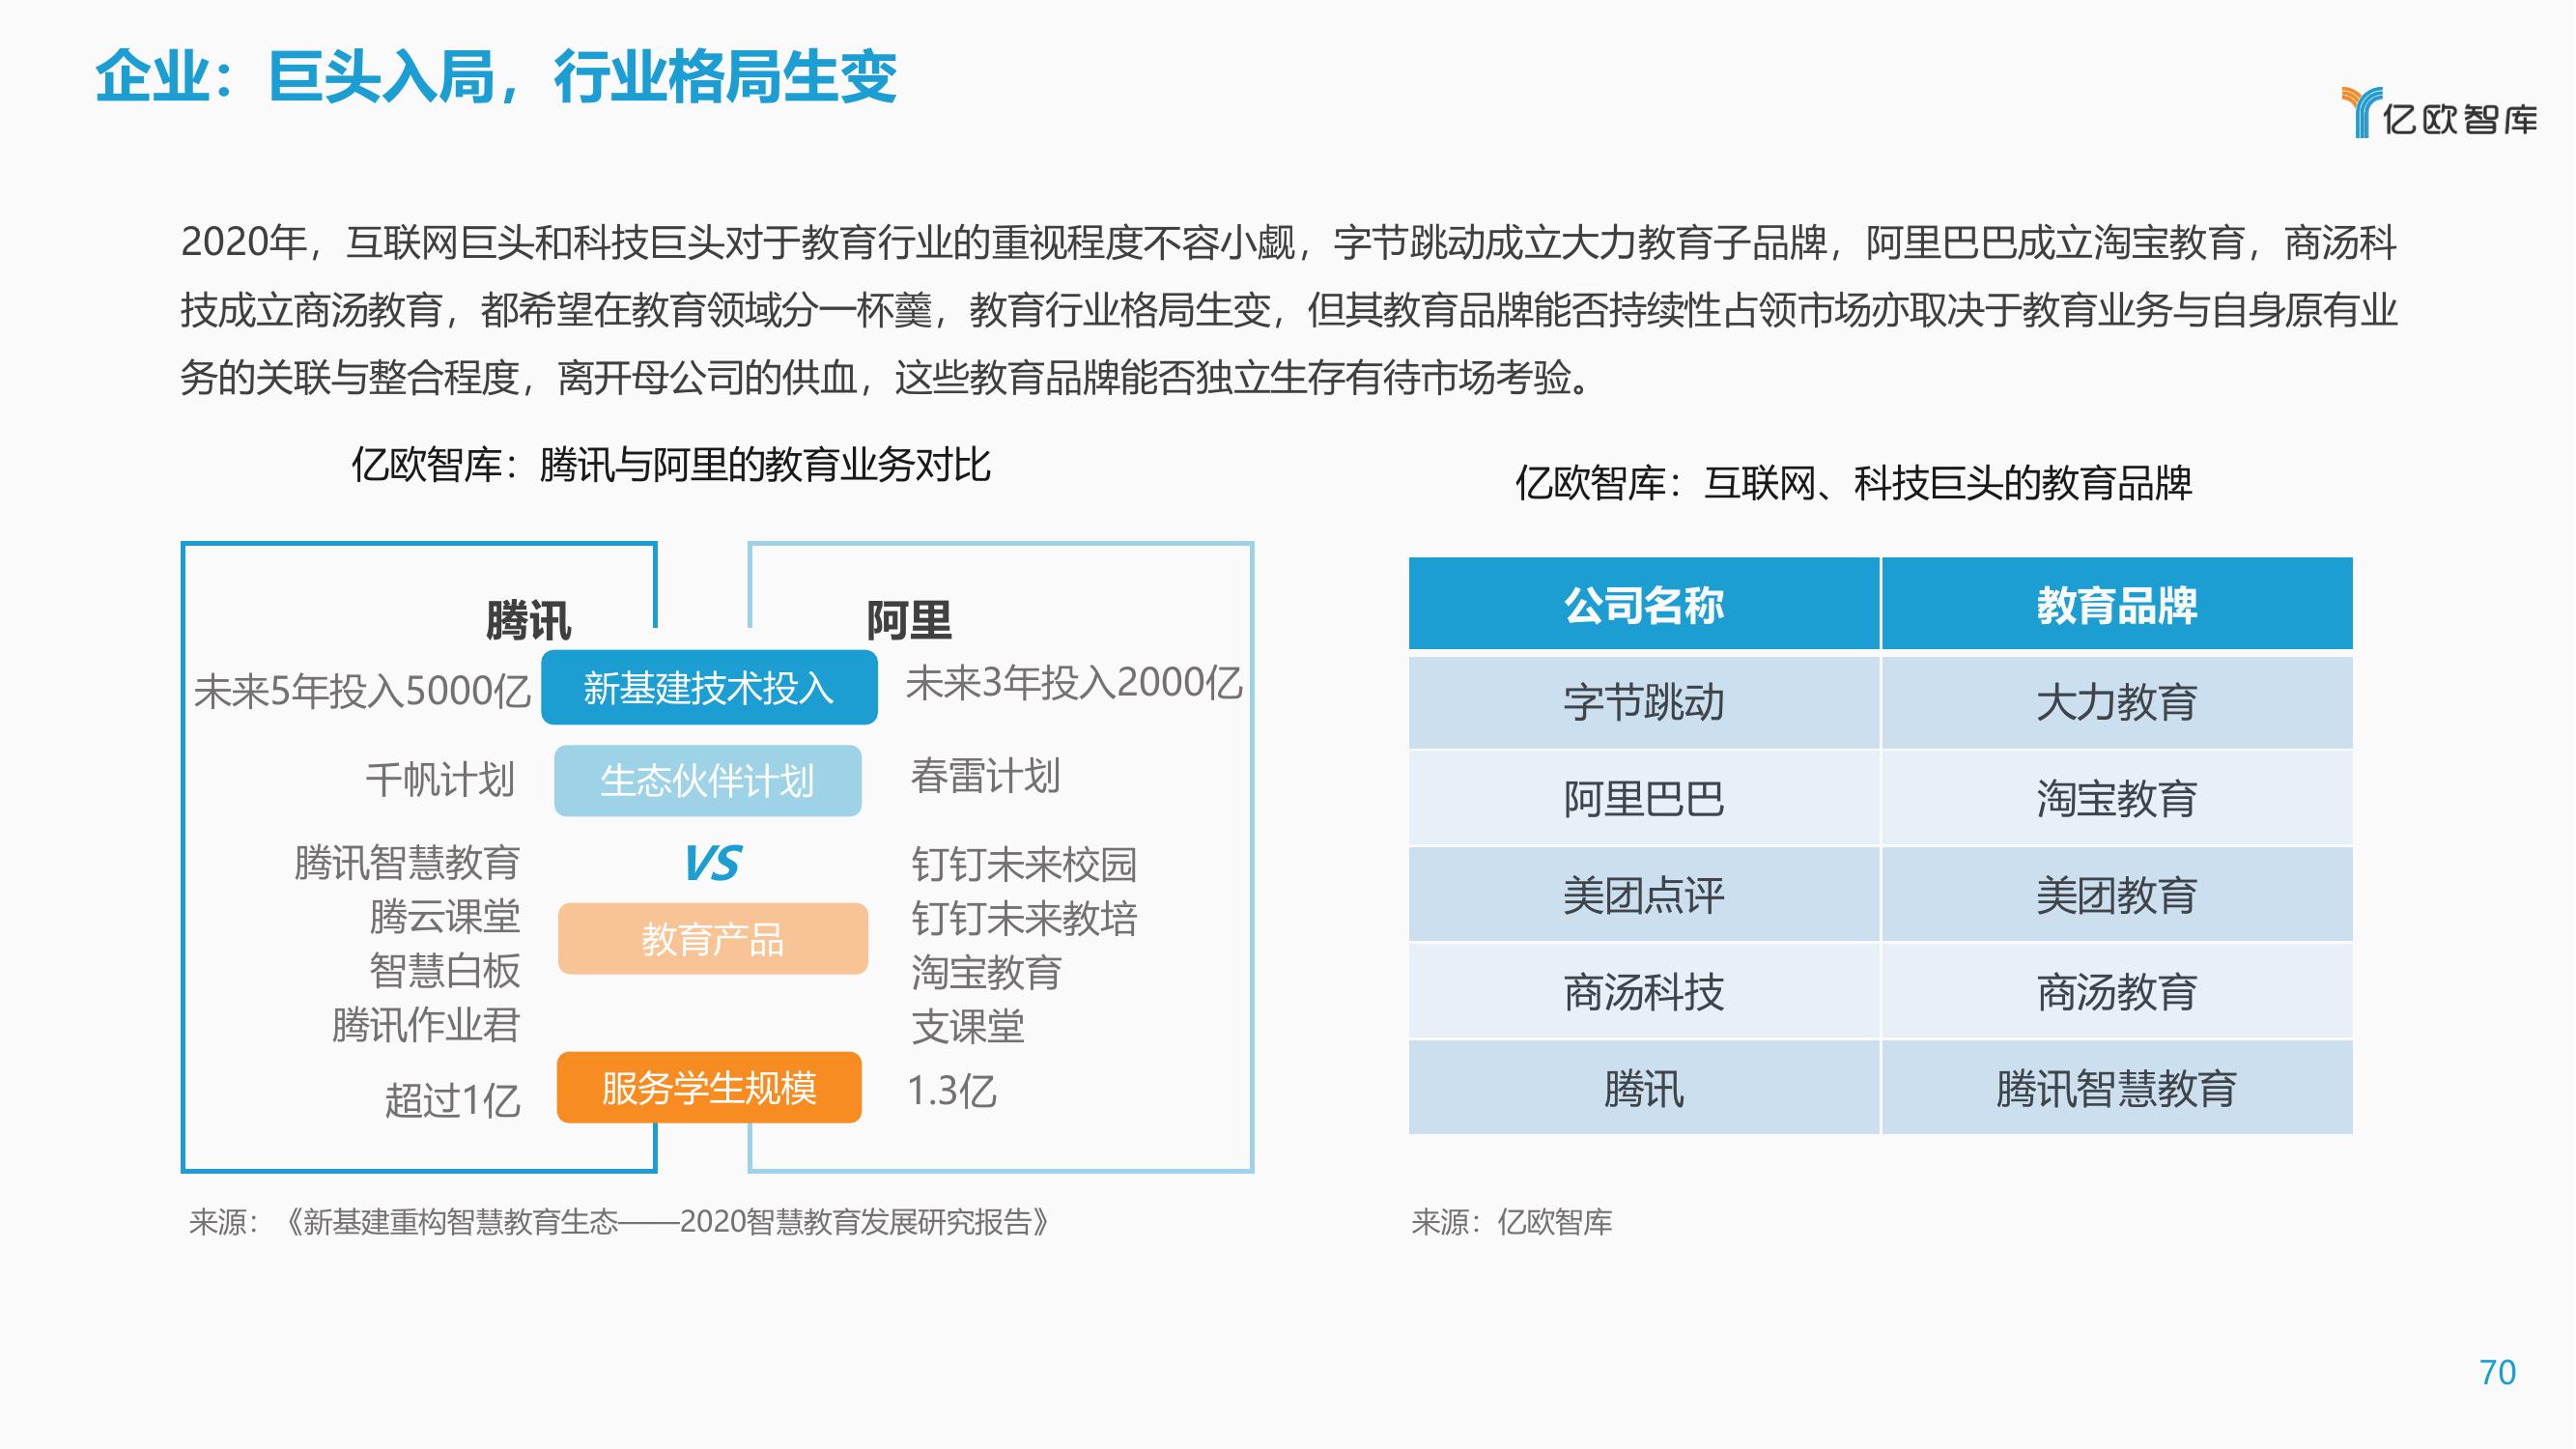 企业：巨头入局，行业格局生变
亿欧智库
2020年，互联网巨头和科技巨头对于教育行业的重视程度不容小觑，字节跳动成立大力教育子品牌，阿里巴巴成立淘宝教育，商汤科
技成立商汤教育，都希望在教育领域分一杯羹，教育行业格局生变，但其教育品牌能否持续性占领市场亦取决于教育业务与自身原有业
务的关联与整合程度，离开母公司的供血，这些教育品牌能否独立生存有待市场考验。
亿欧智库：腾讯与阿里的教育业务对比
腾讯 阿里
未来5年投入5000亿 新基建技术投入 未来3年投入2000亿
千帆计划 生态伙伴计划 春雷计划
腾讯智慧教育 VS 钉钉未来校园
腾云课堂 教育产品 钉钉未来教培
智慧白板 淘宝教育
腾讯作业君 支课堂
超过1亿 服务学生规模 1.3亿
来源：《新基建重构智慧教育生态——2020智慧教育发展研究报告》
亿欧智库：互联网、科技巨头的教育品牌
公司名称 教育品牌
字节跳动 大力教育
阿里巴巴 淘宝教育
美团点评 美团教育
商汤科技 商汤教育
腾讯 腾讯智慧教育
来源：亿欧智库
70